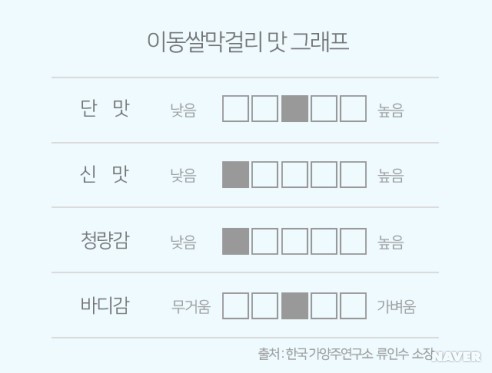 이동쌀막걸리 맛 그래프
단 맛 낮음 높음
신 맛 낮음 높음
청량감 낮음 높음
바디감 무거움 가벼움
출처 : 한국가양주연구소 류인수 소장
NAVER